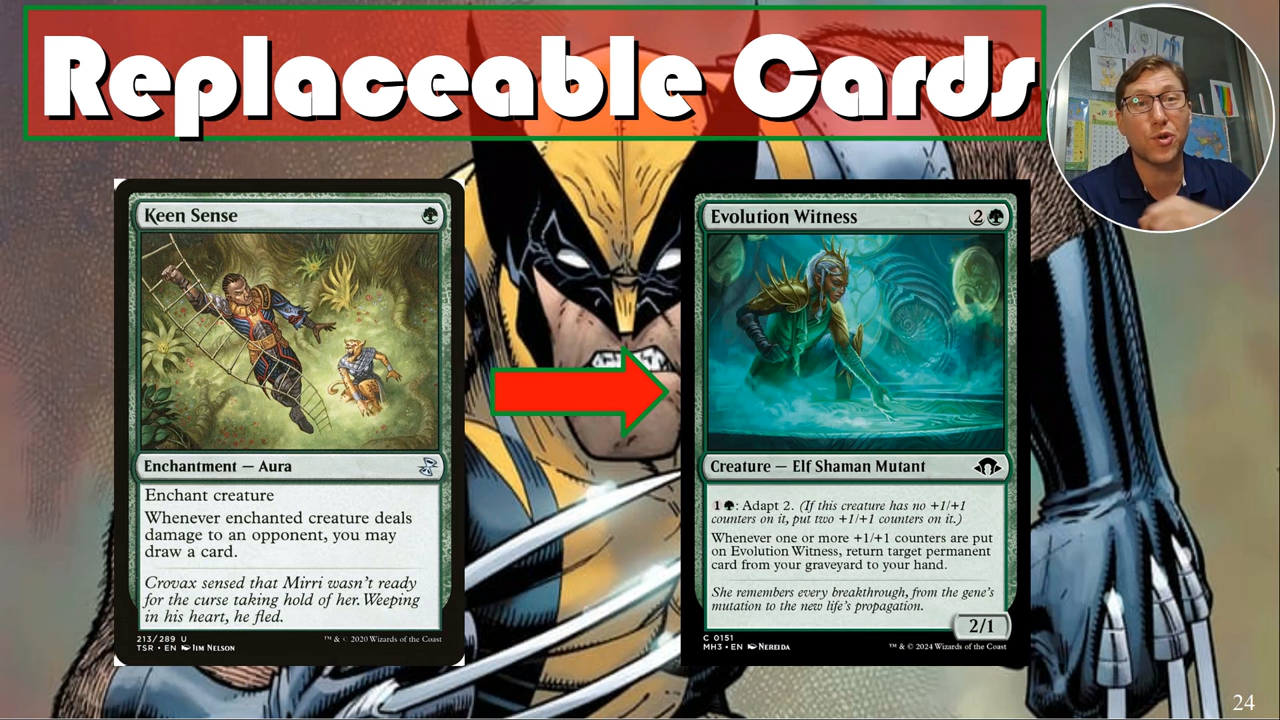 Replaceable Cards
Keen Sense
Enchantment — Aura
Enchant creature
Whenever enchanted creature deals
damage to an opponent, you may
draw a card.
Crovax sensed that Mirri wasn't ready
for the curse taking hold of her. Weeping
in his heart, he fled.
213/289 U
TSR • EN Jim Nelson
™ & © 2020 Wizards of the Coast
Evolution Witness
2
Creature — Elf Shaman Mutant
1 : Adapt 2. (If this creature has no +1/+1
counters on it, put two +1/+1 counters on it.)
Whenever one or more +1/+1 counters are put
on Evolution Witness, return target permanent
card from your graveyard to your hand.
She remembers every breakthrough, from the gene's
mutation to the new life's propagation.
2/1
C 0151
MH3 • EN Nereida
™ & © 2024 Wizards of the Coast
24